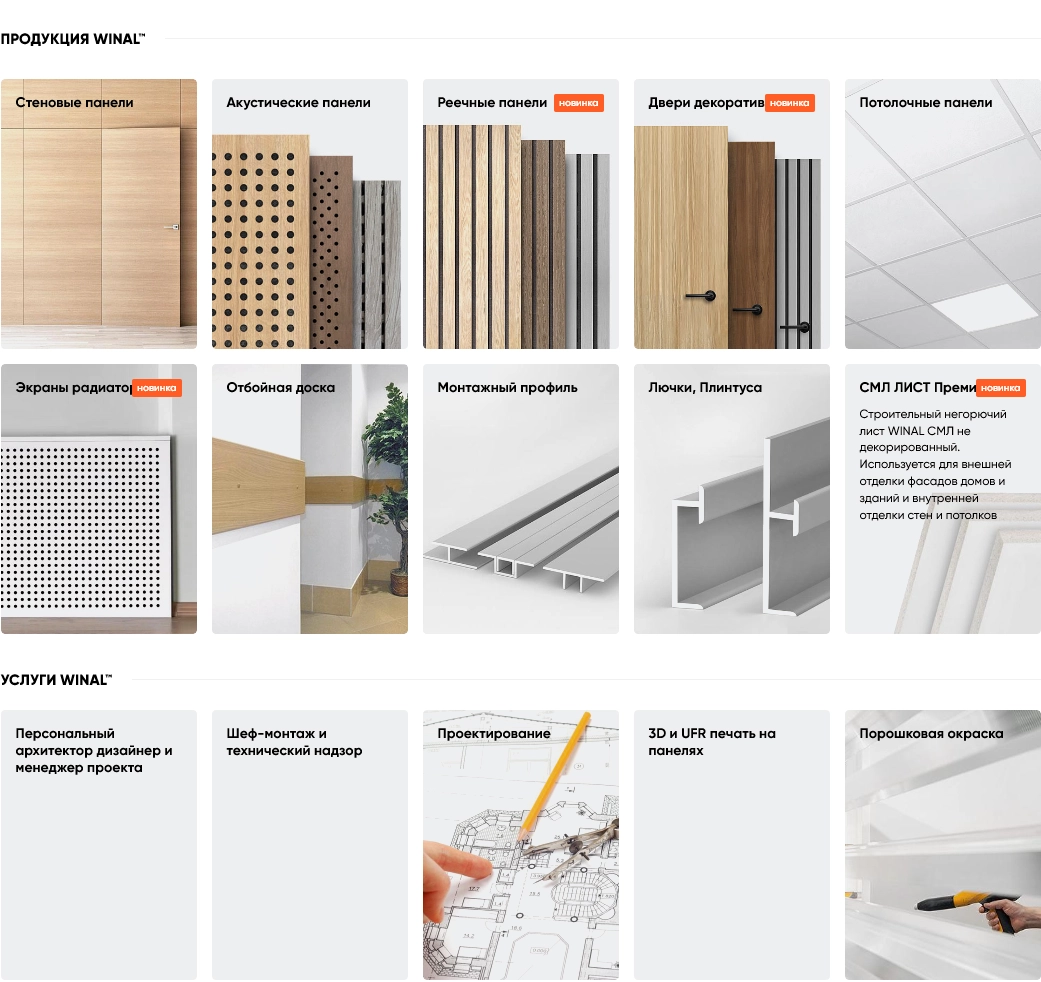 ПРОДУКЦИЯ WINAL™
Стеновые панели
Акустические панели
Реечные панели
новинка
Двери декоратив
новинка
Потолочные панели
Экраны радиатор
новинка
Отбойная доска
Монтажный профиль
Лючки, Плинтуса
СМЛ ЛИСТ Преми
новинка
Строительный негорючий
лист WINAL СМЛ не
декорированный.
Используется для внешней
отделки фасадов домов и
зданий и внутренней
отделки стен и потолков
УСЛУГИ WINAL™
Персональный
архитектор дизайнер и
менеджер проекта
Шеф-монтаж и
технический надзор
Проектирование
3D и UFR печать на
панелях
Порошковая окраска